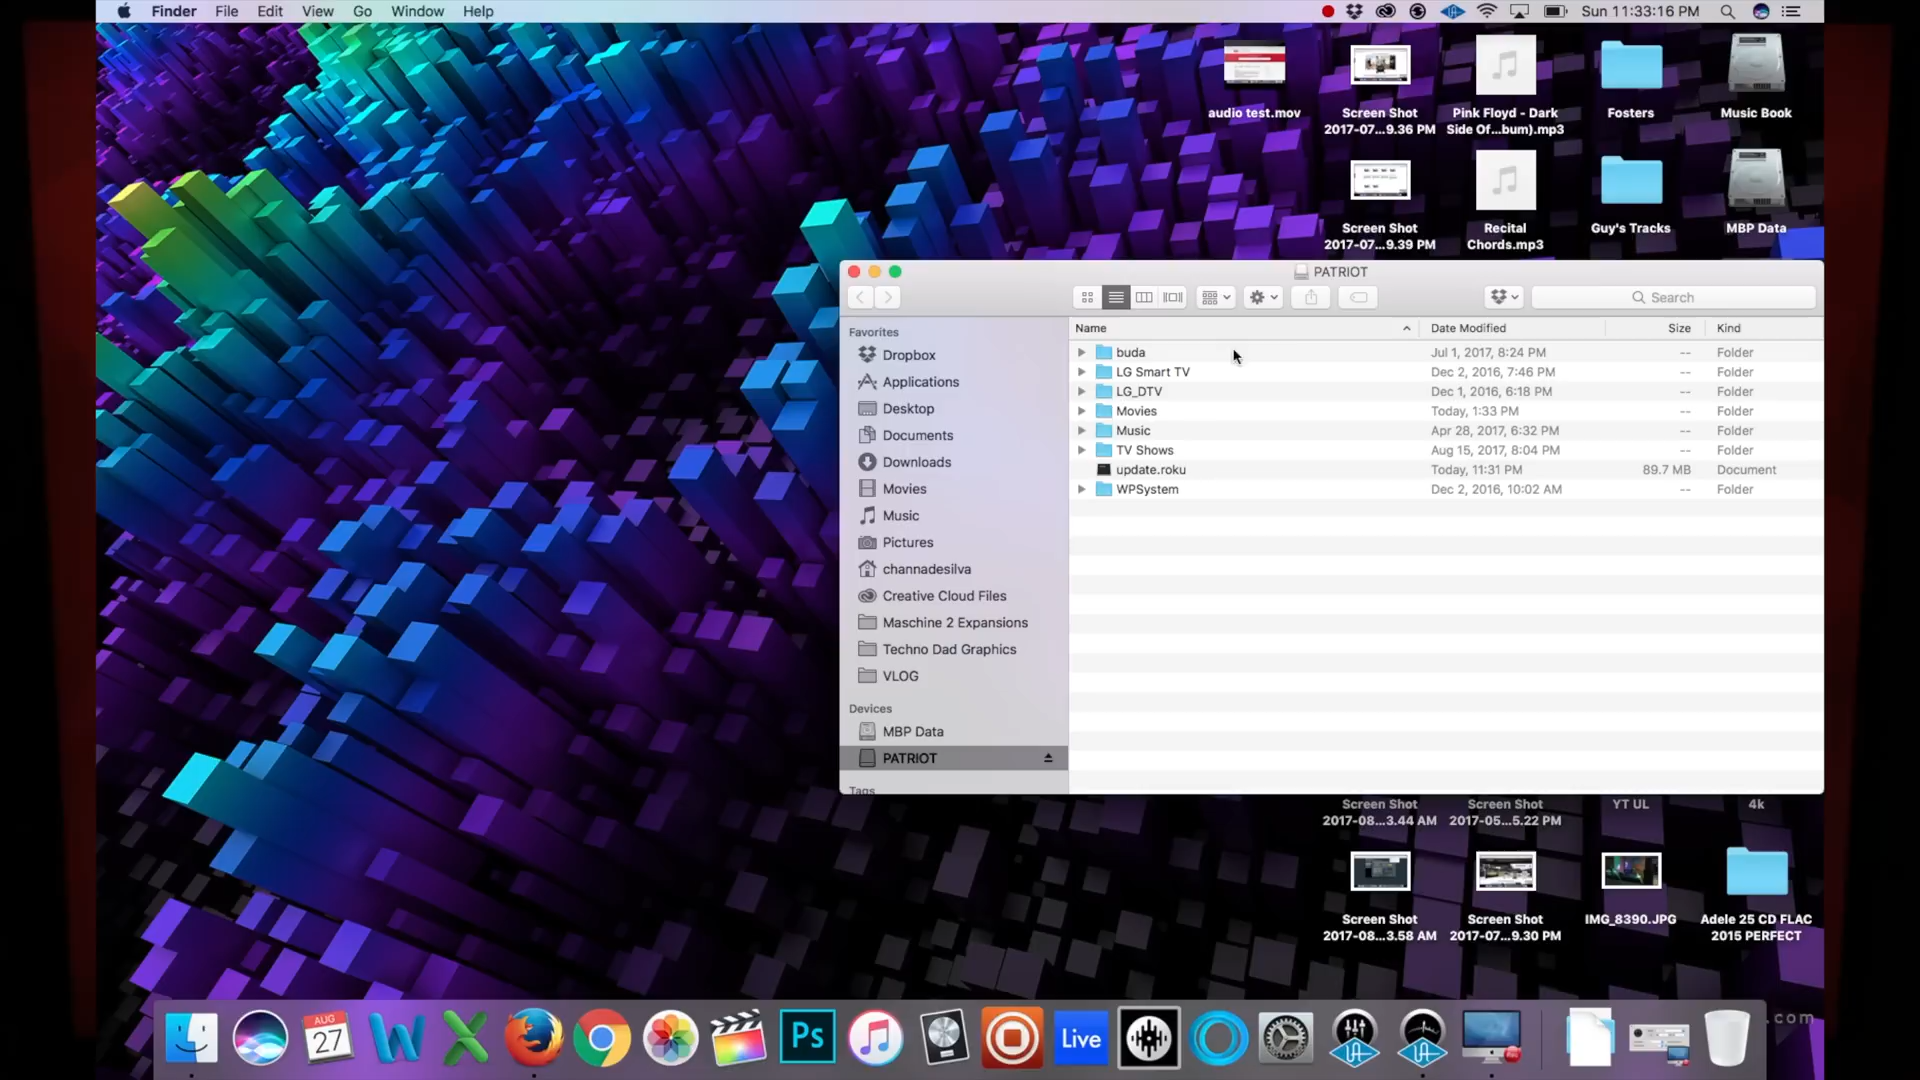 Finder File Edit View Go Window Help
Sun 11:33:16 PM
audio test.mov
Screen Shot
2017-07...9.36 PM
Pink Floyd - Dark
Side Of...bum).mp3
Fosters
Music Book
Screen Shot
2017-07...9.39 PM
Recital
Chords.mp3
Guy's Tracks
MBP Data
PATRIOT
Search
Favorites
Dropbox
Applications
Desktop
Documents
Downloads
Movies
Music
Pictures
channadesilva
Creative Cloud Files
Maschine 2 Expansions
Techno Dad Graphics
VLOG
Devices
MBP Data
PATRIOT
Tags
Name Date Modified Size Kind
buda Jul 1, 2017, 8:24 PM -- Folder
LG Smart TV Dec 2, 2016, 7:46 PM -- Folder
LG_DTV Dec 1, 2016, 6:18 PM -- Folder
Movies Today, 1:33 PM -- Folder
Music Apr 28, 2017, 6:32 PM -- Folder
TV Shows Aug 15, 2017, 8:04 PM -- Folder
update.roku Today, 11:31 PM 89.7 MB Document
WPSystem Dec 2, 2016, 10:02 AM -- Folder
Screen Shot
2017-08...3.44 AM
Screen Shot
2017-05...5.22 PM
YT UL
4k
Screen Shot
2017-08...3.58 AM
Screen Shot
2017-07...9.30 PM
IMG_8390.JPG
Adele 25 CD FLAC
2015 PERFECT
AUG
27
Ps
Live
.com